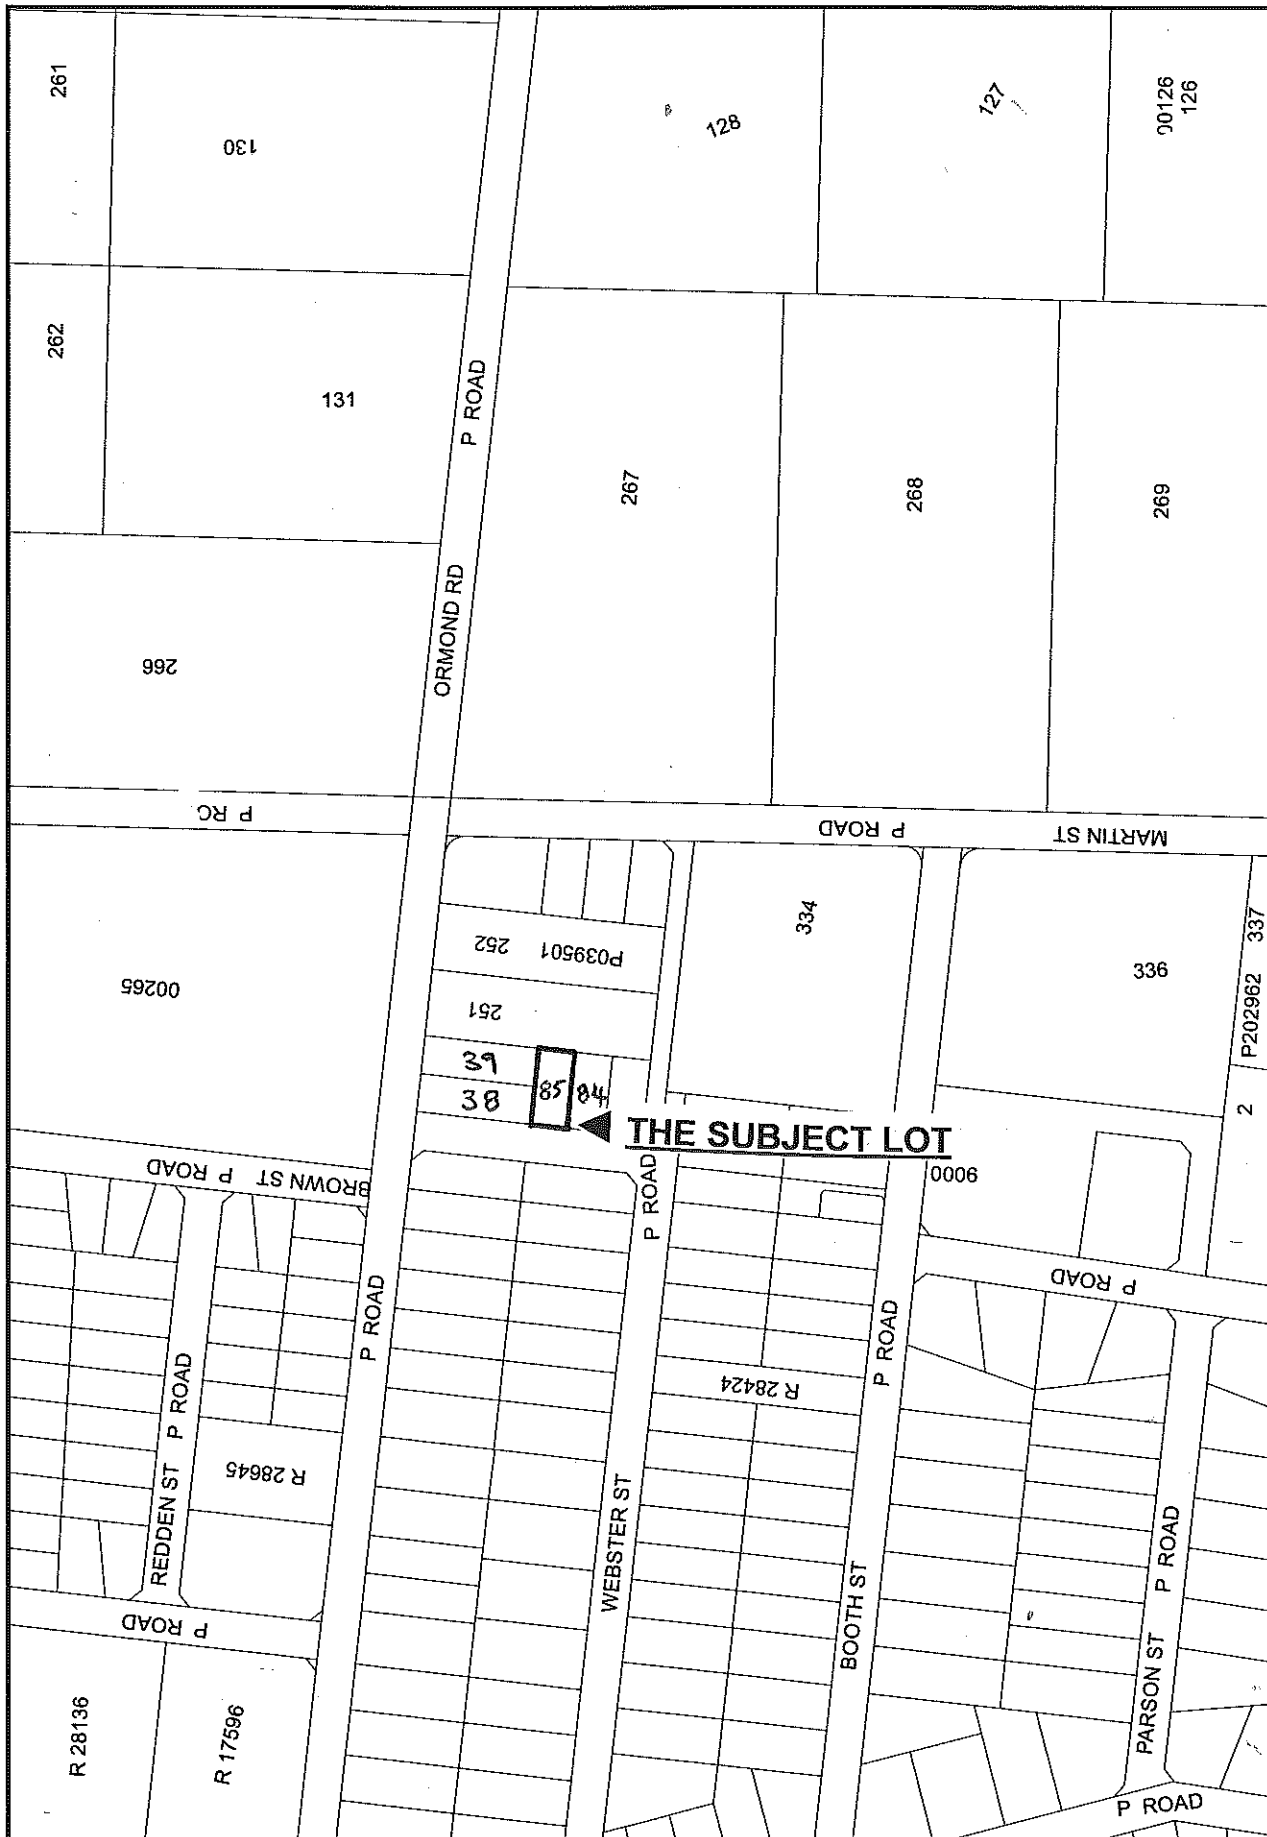 261
130
128
127
00126
126
262
131
P ROAD
267
268
269
ORMOND RD
266
P RC
P ROAD
MARTIN ST
00265
252
P039501
334
336
337
P202962
251
39
38
85
84
2
THE SUBJECT LOT
BROWN ST P ROAD
P ROAD
0006
P ROAD
P ROAD
P ROAD
REDDEN ST P ROAD
R 28424
R 28645
WEBSTER ST
BOOTH ST
PARSON ST P ROAD
P ROAD
R 28136
R 17596
P ROAD